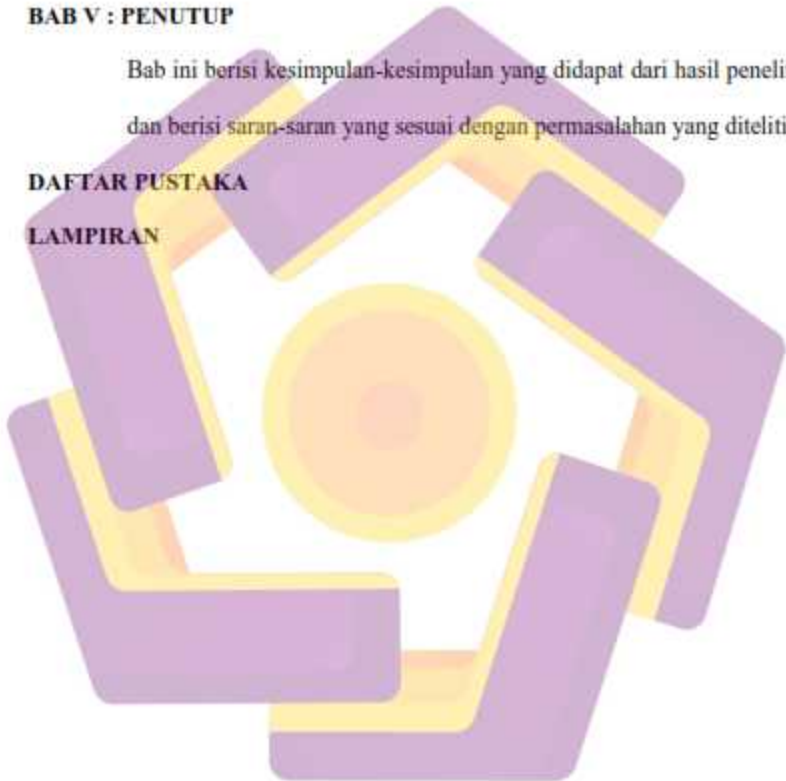 BAB V : PENUTUP
Bab ini berisi kesimpulan-kesimpulan yang didapat dari hasil
dan berisi saran-saran yang sesuai dengan permasalahan yang diteliti
DAFTAR PUSTAKA
LAMPIRAN